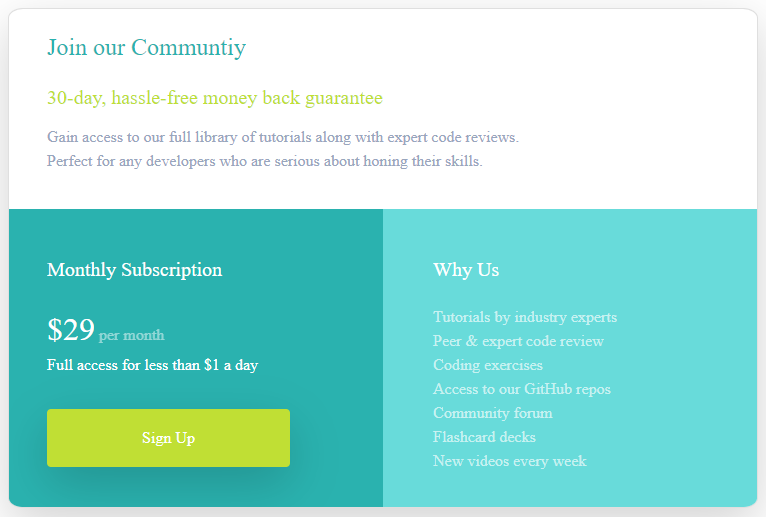 Join our Communtiy
30-day, hassle-free money back guarantee
Gain access to our full library of tutorials along with expert code reviews.
Perfect for any developers who are serious about honing their skills.
Monthly Subscription
$29 per month
Full access for less than $1 a day
Sign Up
Why Us
Tutorials by industry experts
Peer & expert code review
Coding exercises
Access to our GitHub repos
Community forum
Flashcard decks
New videos every week